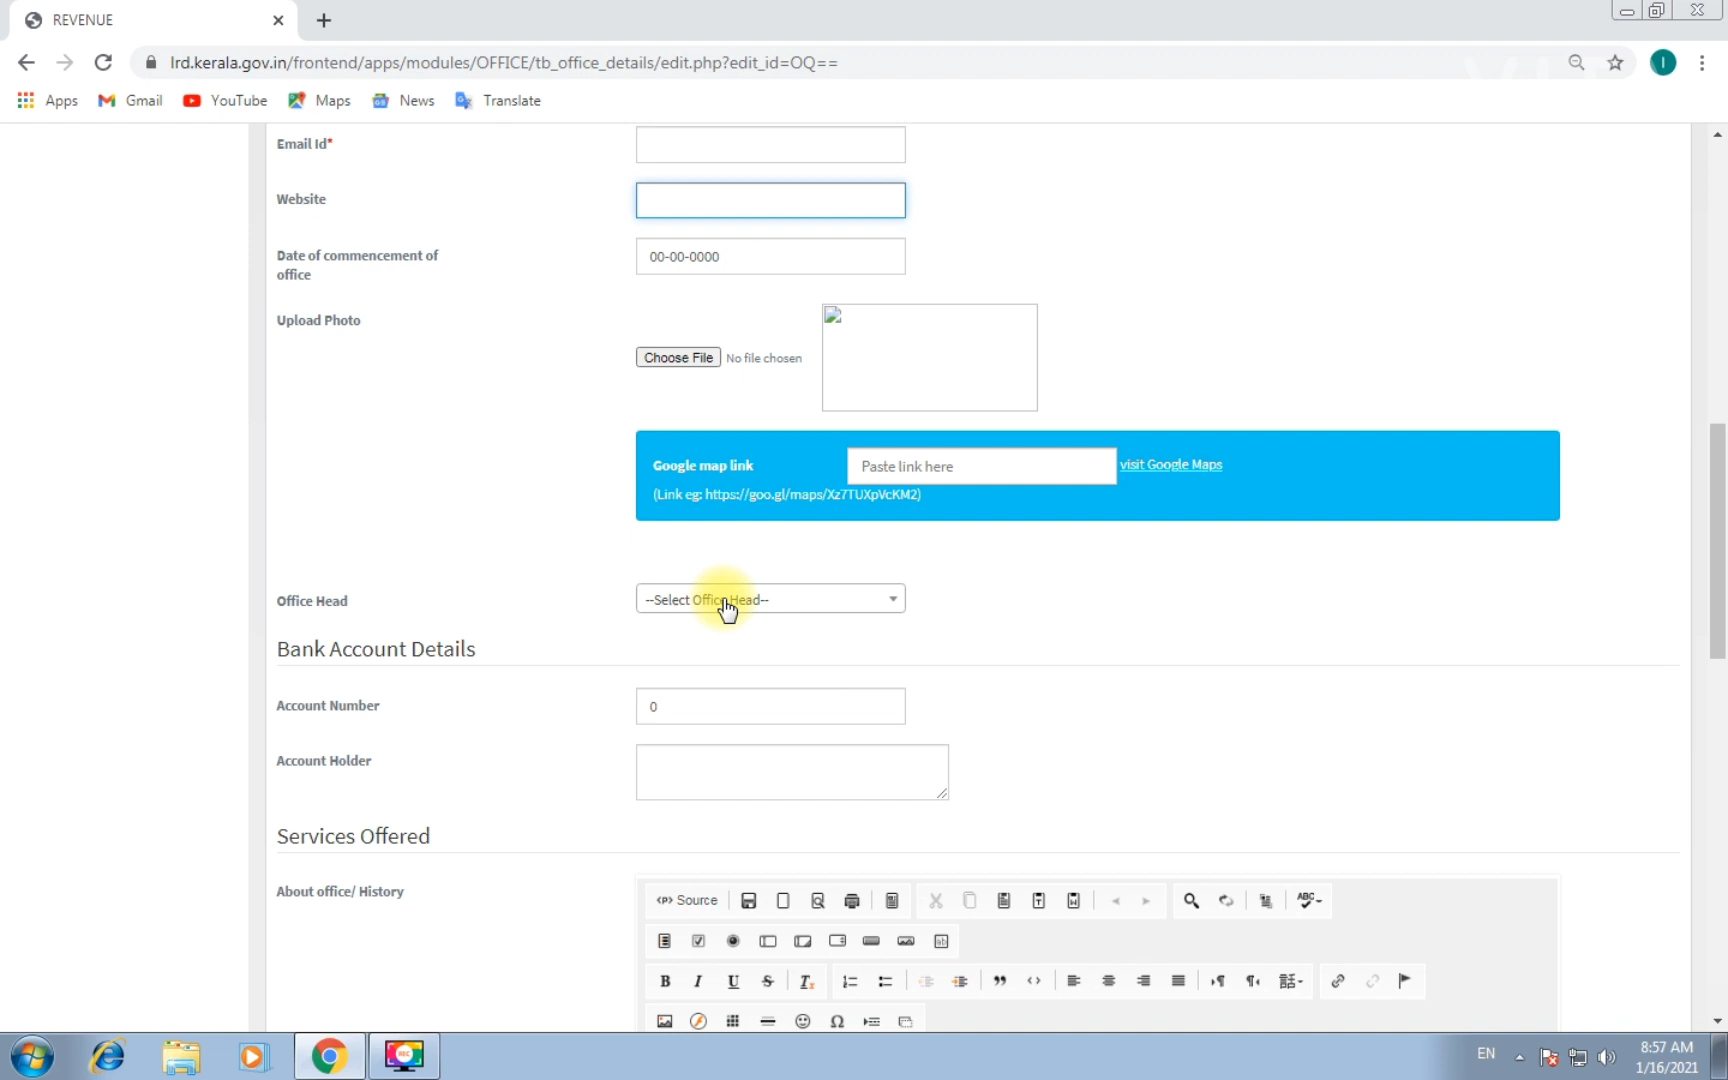 REVENUE
lrd.kerala.gov.in/frontend/apps/modules/OFFICE/tb_office_details/edit.php?edit_id=OQ==
Apps Gmail YouTube Maps News Translate
Email Id*
Website
Date of commencement of
office
00-00-0000
Upload Photo
Choose File No file chosen
Google map link Paste link here visit Google Maps
(Link eg: https://goo.gl/maps/Xz7TUXpVcKM2)
Office Head --Select Office Head--
Bank Account Details
Account Number 0
Account Holder
Services Offered
About office/ History
Source
ABC
B I U S Tx
EN
8:57 AM
1/16/2021